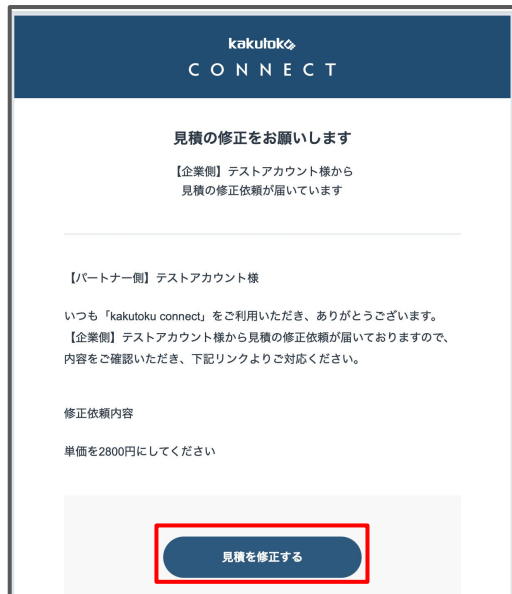 kakutoku
CONNECT
見積の修正をお願いします
【企業側】テストアカウント様から
見積の修正依頼が届いています
【パートナー側】テストアカウント様
いつも「kakutoku connect」をご利用いただき、ありがとうございます。
【企業側】テストアカウント様から見積の修正依頼が届いておりますので、
内容をご確認いただき、下記リンクよりご対応ください。
修正依頼内容
単価を2800円にしてください
見積を修正する